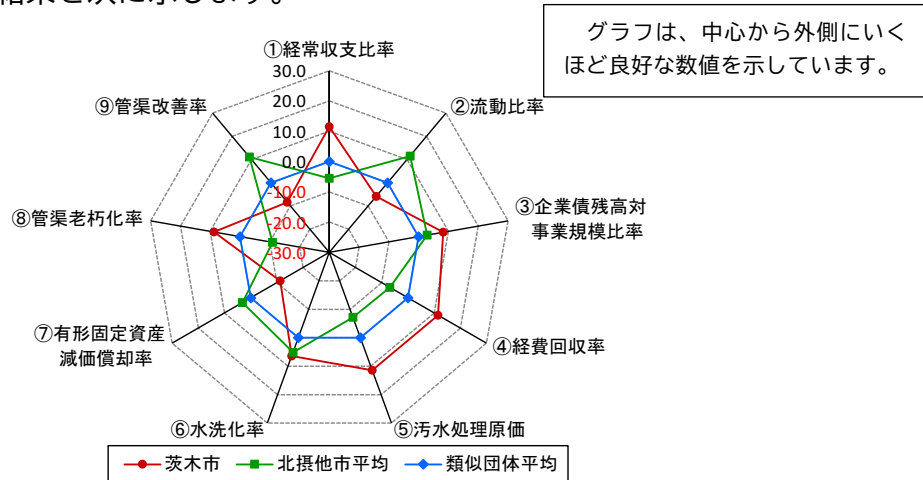 結果を次に示します。
グラフは、中心から外側にいく
ほど良好な数値を示しています。
①経常収支比率
30.0
20.0
10.0
0.0
-10.0
-20.0
-30.0
②流動比率
③企業債残高対
事業規模比率
④経費回収率
⑤汚水処理原価
⑥水洗化率
⑦有形固定資産
減価償却率
⑧管渠老朽化率
⑨管渠改善率
茨木市
北摂他市平均
類似団体平均